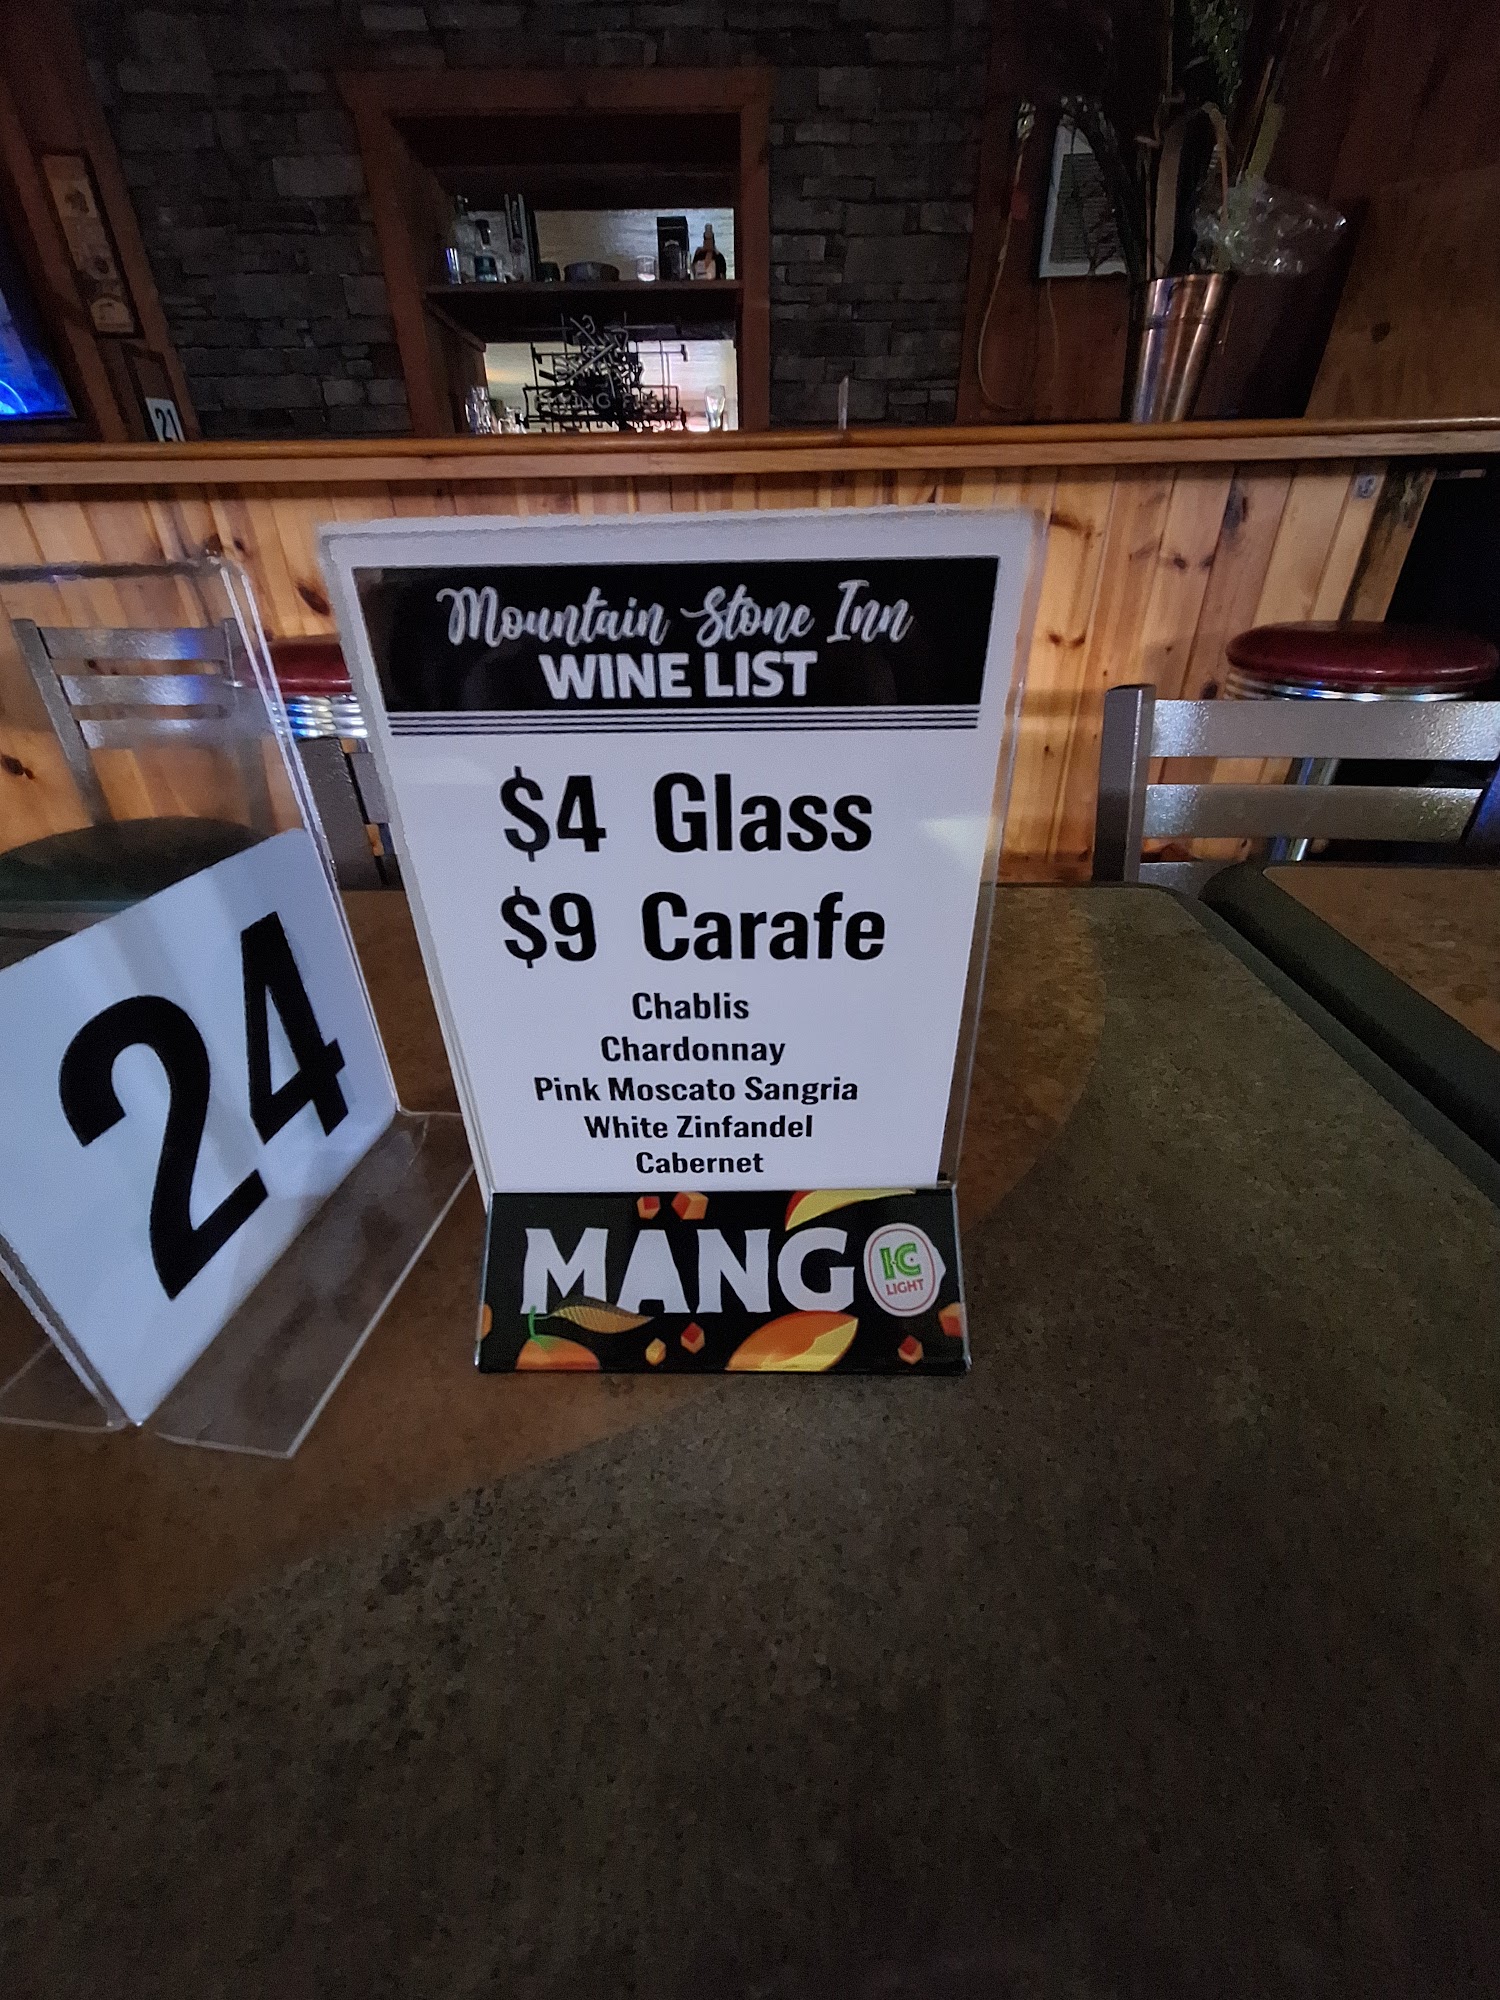 21
Mountain Stone Inn
WINE LIST
$4 Glass
$9 Carafe
Chablis
Chardonnay
Pink Moscato Sangria
White Zinfandel
Cabernet
24
MANGO
IC
LIGHT